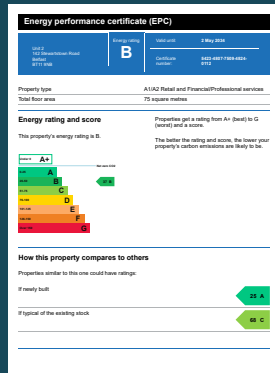 Energy performance certificate (EPC)
Unit 2
142 Stewartstown Road
Belfast
BT11 9NB
Energy rating
B
Valid until:
2 May 2034
Certificate number:
Property type
A1/A2 Retail and Financial/Professional services
Total floor area
75 square metres
Energy rating and score
This property's energy rating is B.
Properties get a rating from A+ (best) to G
(worst) and a score.
The better the rating and score, the lower your
property's carbon emissions are likely to be.
A+
A
B
C
D
E
F
G
How this property compares to others
Properties similar to this one could have ratings:
If newly built
25 A
If typical of the existing stock
68 C